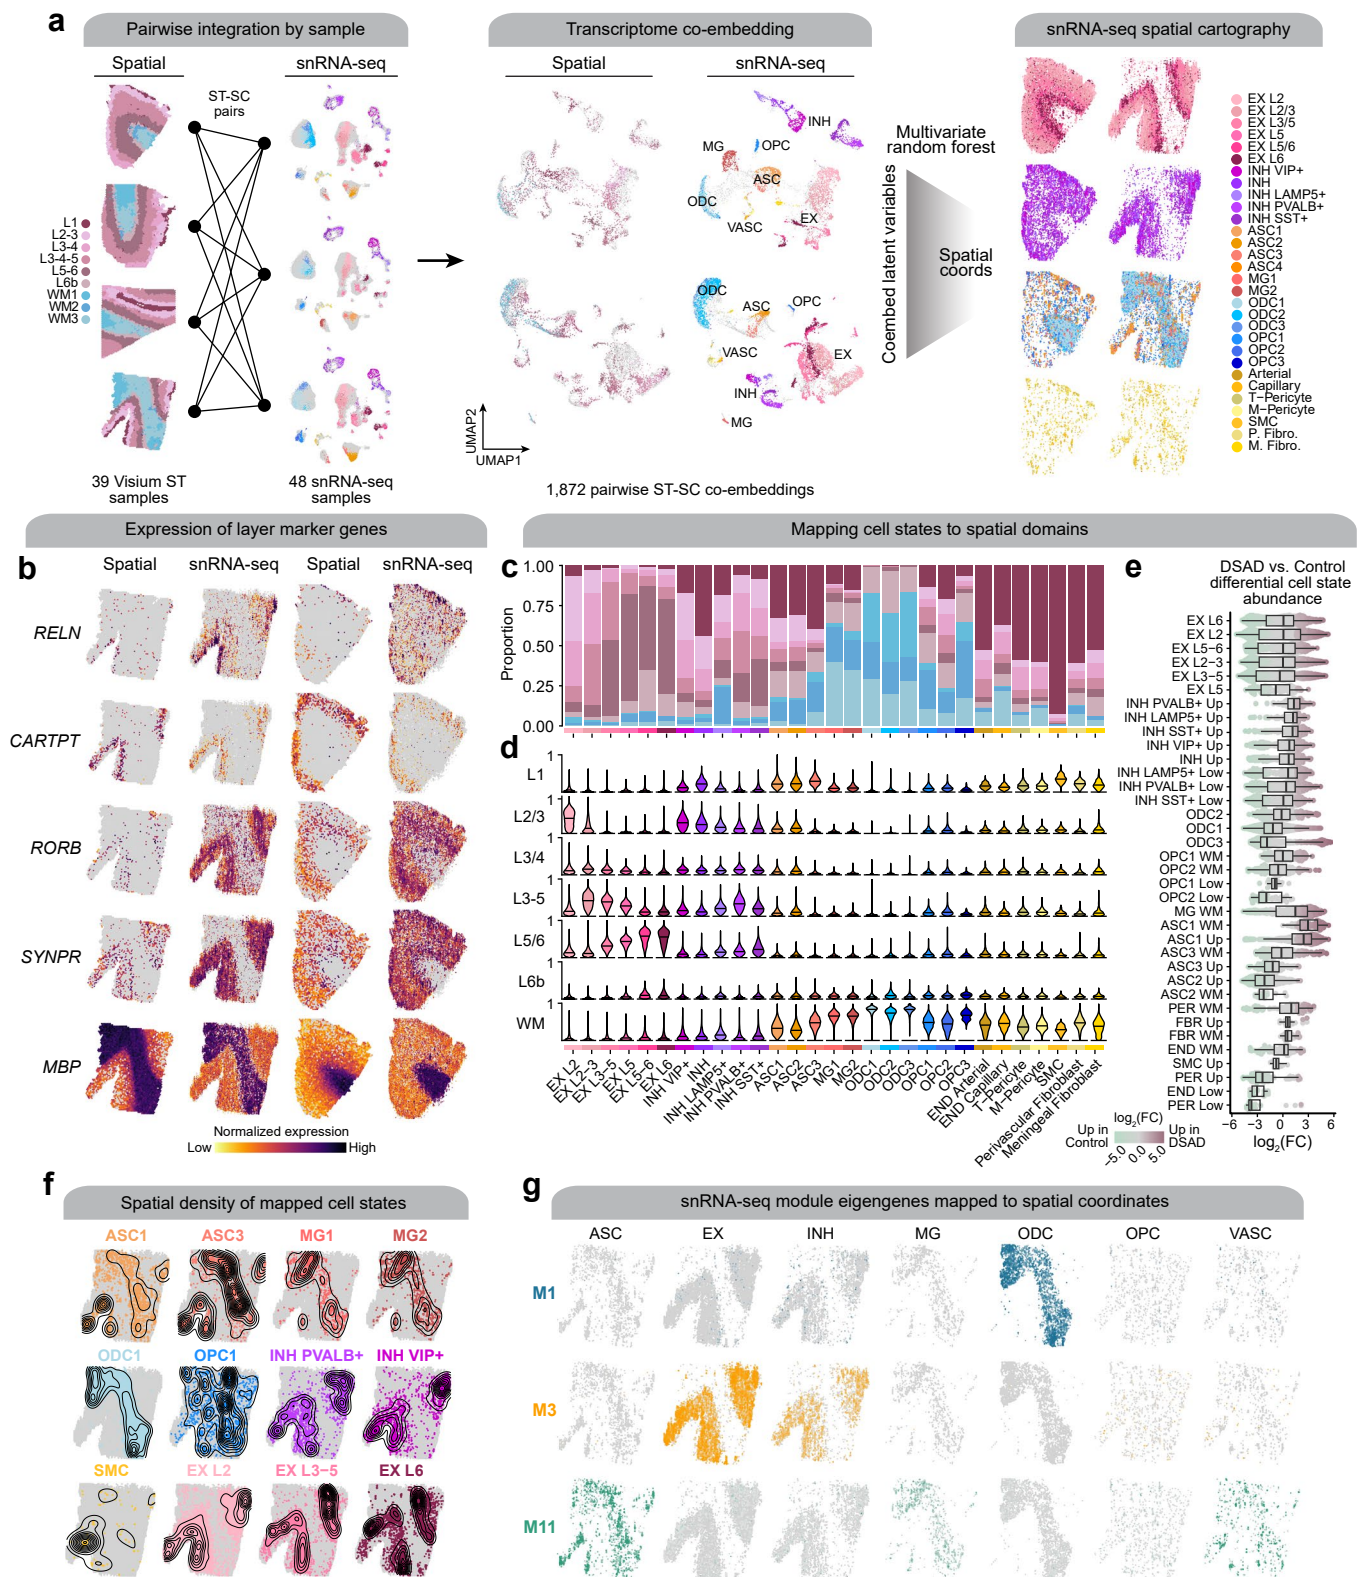 a
Pairwise integration by sample
Transcriptome co-embedding
snRNA-seq spatial cartography
Spatial
snRNA-seq
ST-SC
pairs
L1
L2-3
L3-4
L3-4-5
L5-6
L6b
WM1
WM2
WM3
39 Visium ST
samples
48 snRNA-seq
samples
Spatial
snRNA-seq
INH
MG
OPC
ASC
ODC
VASC
EX
ODC
ASC
OPC
VASC
EX
INH
MG
UMAP2
UMAP1
1,872 pairwise ST-SC co-embeddings
Multivariate
random forest
Coembed latent variables
Spatial
coords
EX L2
EX L2/3
EX L3/5
EX L5
EX L5/6
EX L6
INH VIP+
INH
INH LAMP5+
INH PVALB+
INH SST+
ASC1
ASC2
ASC3
ASC4
MG1
MG2
ODC1
ODC2
ODC3
OPC1
OPC2
OPC3
Arterial
Capillary
T-Pericyte
M-Pericyte
SMC
P. Fibro.
M. Fibro.
Expression of layer marker genes
b
Spatial
snRNA-seq
Spatial
snRNA-seq
RELN
CARTPT
RORB
SYNPR
MBP
Normalized expression
Low
High
Mapping cell states to spatial domains
c
1.00
0.75
0.50
0.25
0.00
Proportion
d
L1
1
L2/3
1
L3/4
1
L3-5
1
L5/6
1
L6b
1
WM
1
EX L2
EX L2-3
EX L3-5
EX L5
EX L5-6
EX L6
INH VIP+
INH
INH LAMP5+
INH PVALB+
INH SST+
ASC1
ASC2
ASC3
MG1
MG2
ODC1
ODC2
ODC3
OPC1
OPC2
OPC3
END Arterial
END Capillary
T-Pericyte
M-Pericyte
SMC
Perivascular Fibroblast
Meningeal Fibroblast
e
DSAD vs. Control
differential cell state
abundance
EX L6
EX L2
EX L5-6
EX L2-3
EX L3-5
EX L5
INH PVALB+ Up
INH LAMP5+ Up
INH SST+ Up
INH VIP+ Up
INH Up
INH LAMP5+ Low
INH PVALB+ Low
INH SST+ Low
ODC2
ODC1
ODC3
OPC1 WM
OPC2 WM
OPC1 Low
OPC2 Low
MG WM
ASC1 WM
ASC1 Up
ASC3 WM
ASC3 Up
ASC2 Up
ASC2 WM
PER WM
FBR Up
FBR WM
END WM
SMC Up
PER Up
END Low
PER Low
−6 −3 0 3 6
log2(FC)
log2(FC)
Up in
Control
Up in
DSAD
−5.0 0.0 5.0
f
Spatial density of mapped cell states
ASC1
ASC3
MG1
MG2
ODC1
OPC1
INH PVALB+
INH VIP+
SMC
EX L2
EX L3-5
EX L6
g
snRNA-seq module eigengenes mapped to spatial coordinates
ASC
EX
INH
MG
ODC
OPC
VASC
M1
M3
M11